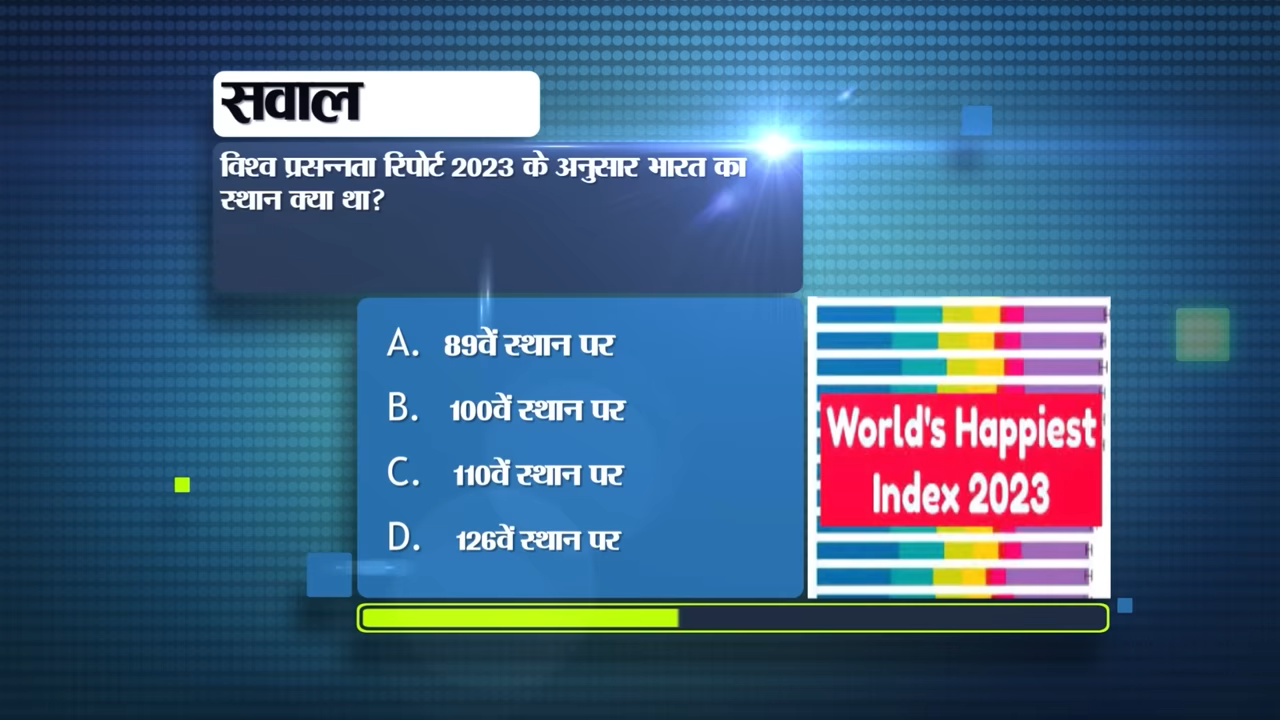 सवाल
विश्व प्रसन्नता रिपोर्ट 2023 के अनुसार भारत का
स्थान क्या था?
A. 89वें स्थान पर
B. 100वें स्थान पर
C. 110वें स्थान पर
D. 126वें स्थान पर
World's Happiest
Index 2023